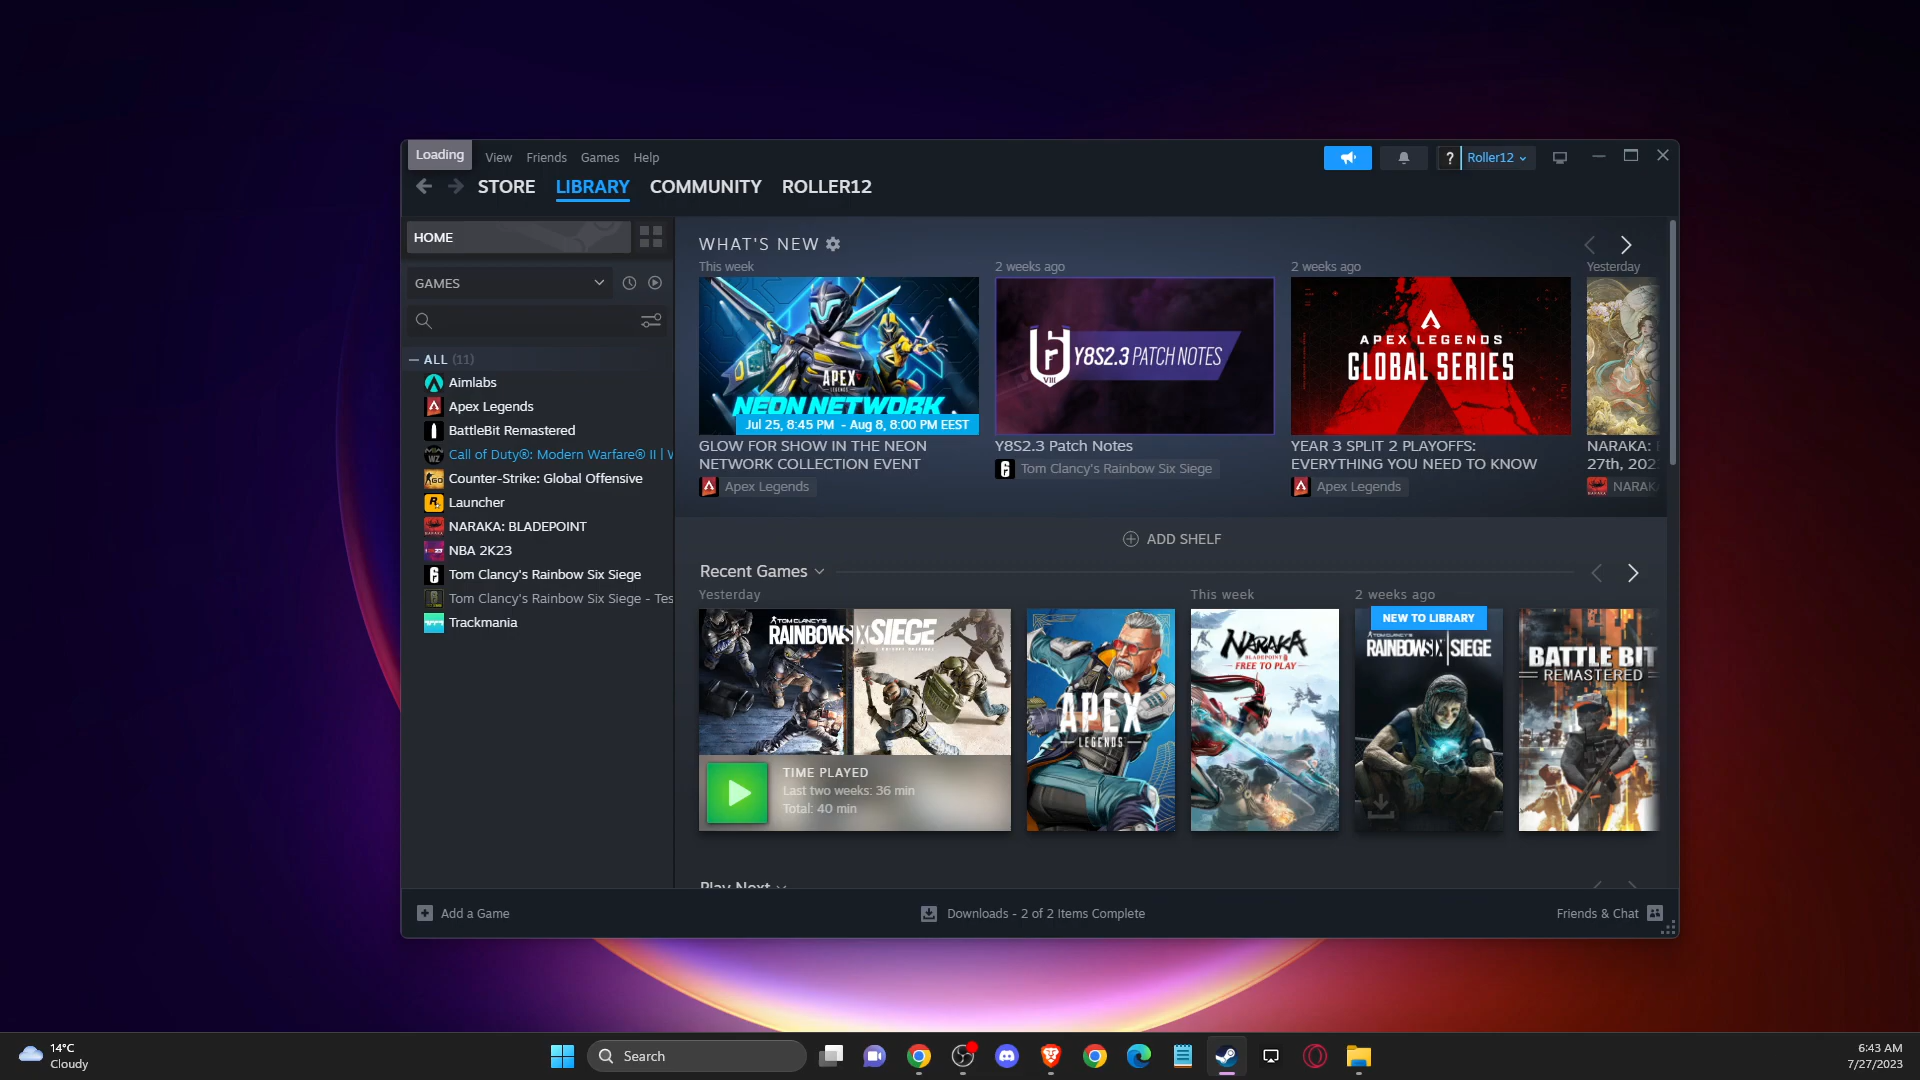 Loading
View Friends Games Help
? Roller12
STORE LIBRARY COMMUNITY ROLLER12
HOME
GAMES
ALL (11)
Aimlabs
Apex Legends
BattleBit Remastered
Call of Duty®: Modern Warfare® II |
Counter-Strike: Global Offensive
Launcher
NARAKA: BLADEPOINT
NBA 2K23
Tom Clancy's Rainbow Six Siege
Tom Clancy's Rainbow Six Siege - Tes
Trackmania
WHAT'S NEW
This week
2 weeks ago
2 weeks ago
Yesterday
APEX
LEGENDS
NEON NETWORK
Jul 25, 8:45 PM - Aug 8, 8:00 PM EEST
GLOW FOR SHOW IN THE NEON
NETWORK COLLECTION EVENT
Apex Legends
VIII
Y8S2.3 PATCH NOTES
Y8S2.3 Patch Notes
Tom Clancy's Rainbow Six Siege
APEX LEGENDS
GLOBAL SERIES
YEAR 3 SPLIT 2 PLAYOFFS:
EVERYTHING YOU NEED TO KNOW
Apex Legends
NARAKA:
27th, 202
NARAK
ADD SHELF
Recent Games
Yesterday
This week
2 weeks ago
TOM CLANCY'S
RAINBOW SIX SIEGE
TIME PLAYED
Last two weeks: 36 min
Total: 40 min
APEX
LEGENDS
NARAKA
BLADEPOINT
FREE TO PLAY
NEW TO LIBRARY
TOM CLANCY'S
RAINBOW SIX SIEGE
BATTLE BIT
REMASTERED
Play Next
Add a Game
Downloads - 2 of 2 Items Complete
Friends & Chat
14°C
Cloudy
Search
6:43 AM
7/27/2023